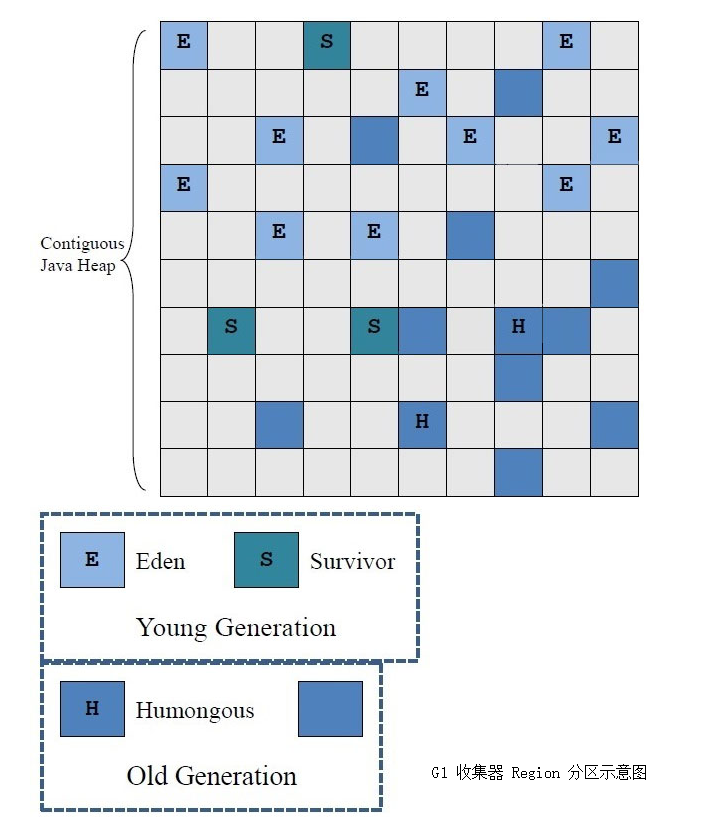 E S E
E
E E E
E E
E E
Contiguous
Java Heap
S S H
H
E Eden S Survivor
Young Generation
H Humongous
Old Generation
G1 收集器 Region 分区示意图